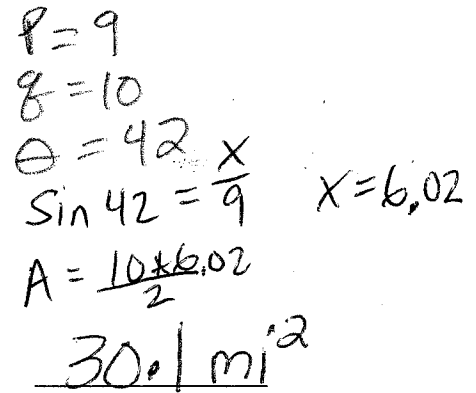 P = 9
q = 10
θ = 42
Sin 42 = x/9 x = 6.02
A = 10*6.02/2
30.1 mi²